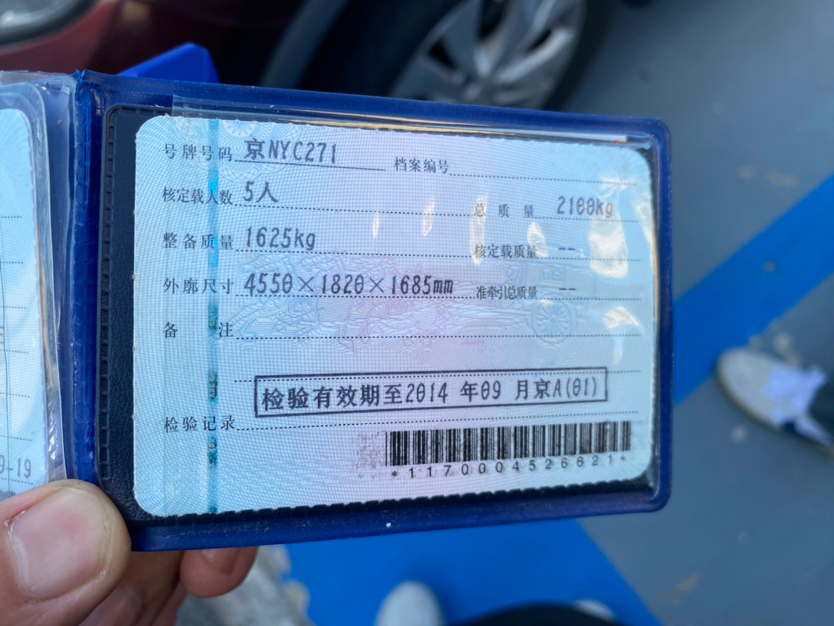 号牌号码 京NYC271 档案编号
核定载人数 5人 总质量 2100kg
整备质量 1625kg 核定载质量 --
外廓尺寸 4550×1820×1685mm 准牵引总质量 --
备注
检验有效期至2014年09月京A(01)
检验记录
*1170004526821*
9-19